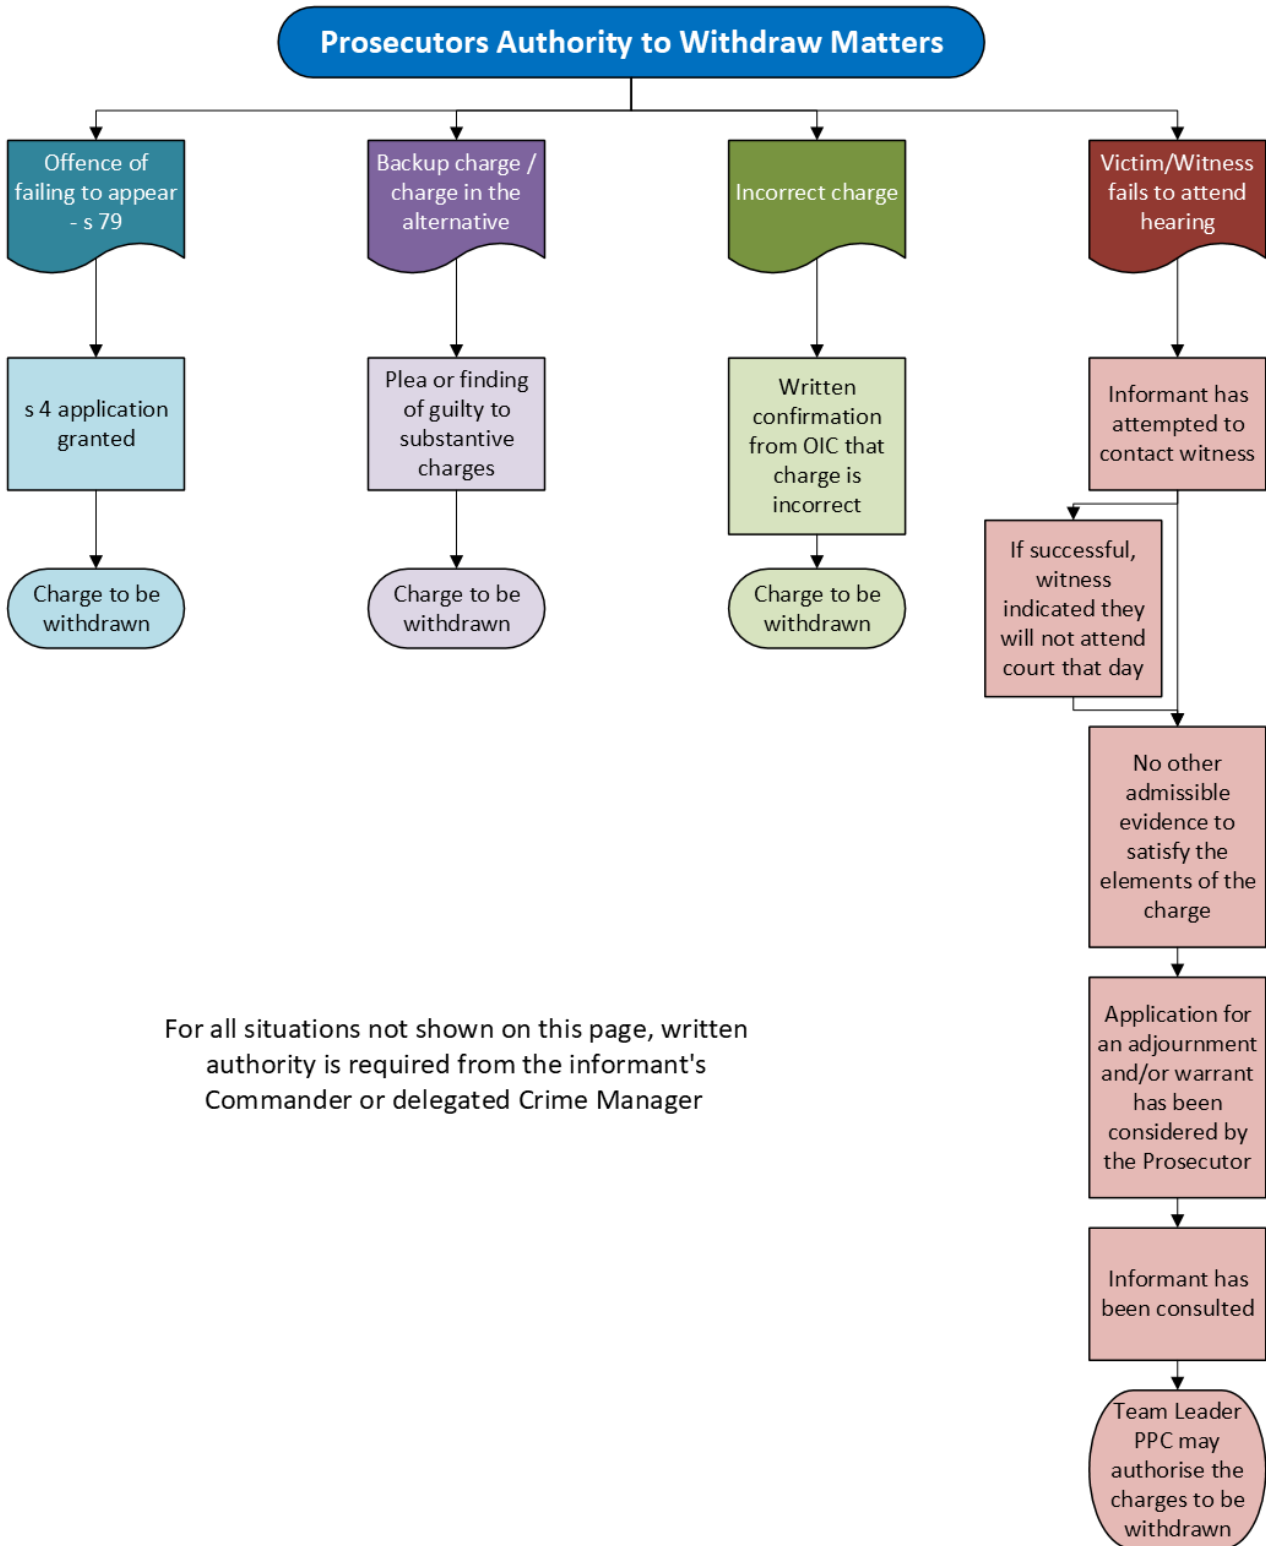 Prosecutors Authority to Withdraw Matters
Offence of
failing to appear
- s 79
Backup charge /
charge in the
alternative
Incorrect charge
Victim/Witness
fails to attend
hearing
s 4 application
granted
Plea or finding
of guilty to
substantive
charges
Written
confirmation
from OIC that
charge is
incorrect
Informant has
attempted to
contact witness
Charge to be
withdrawn
Charge to be
withdrawn
Charge to be
withdrawn
If successful,
witness
indicated they
will not attend
court that day
No other
admissible
evidence to
satisfy the
elements of the
charge
For all situations not shown on this page, written
authority is required from the informant's
Commander or delegated Crime Manager
Application for
an adjournment
and/or warrant
has been
considered by
the Prosecutor
Informant has
been consulted
Team Leader
PPC may
authorise the
charges to be
withdrawn